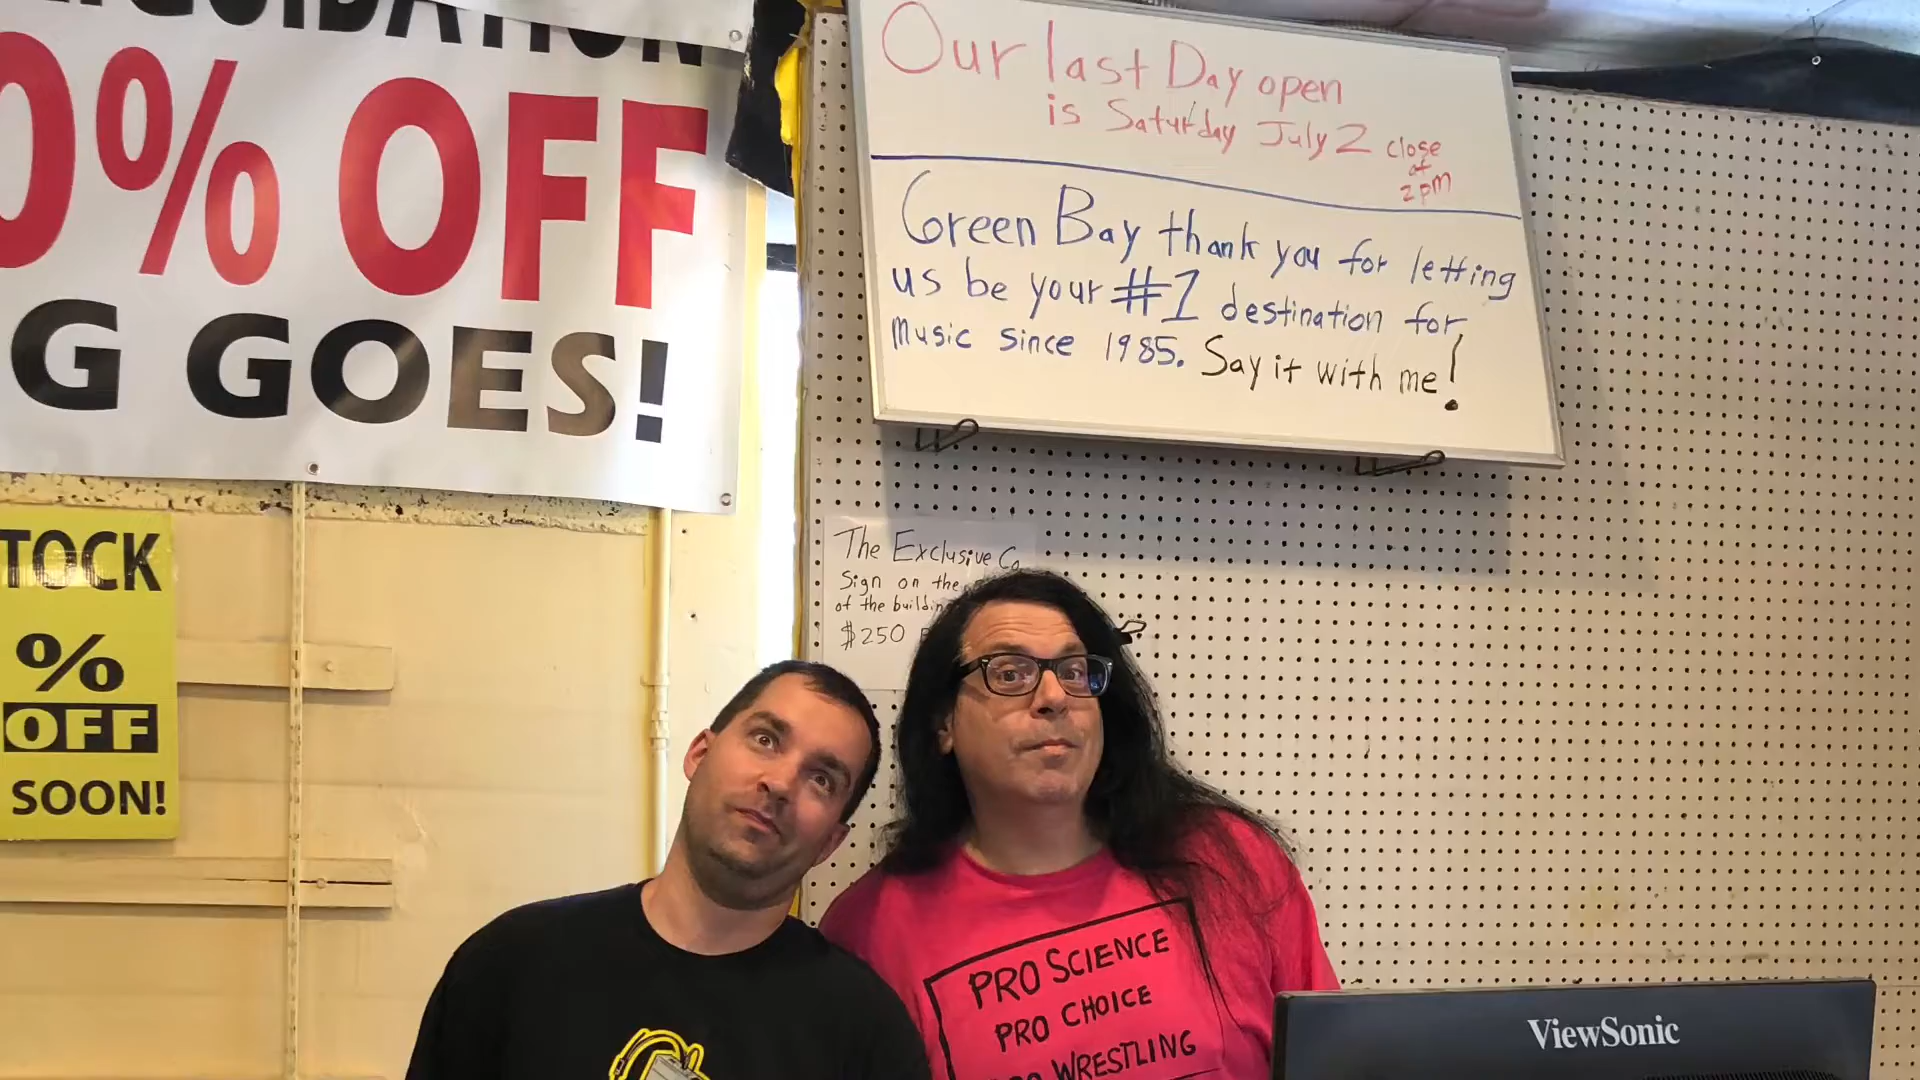 LIQUIDATION
0% OFF
G GOES!
Our last Day open
is Saturday July 2 close
at
2pm
Green Bay thank you for letting
us be your #1 destination for
Music since 1985. Say it with me!
TOCK
%
OFF
SOON!
The Exclusive Co
Sign on the
of the building
$250
PRO SCIENCE
PRO CHOICE
WRESTLING
ViewSonic